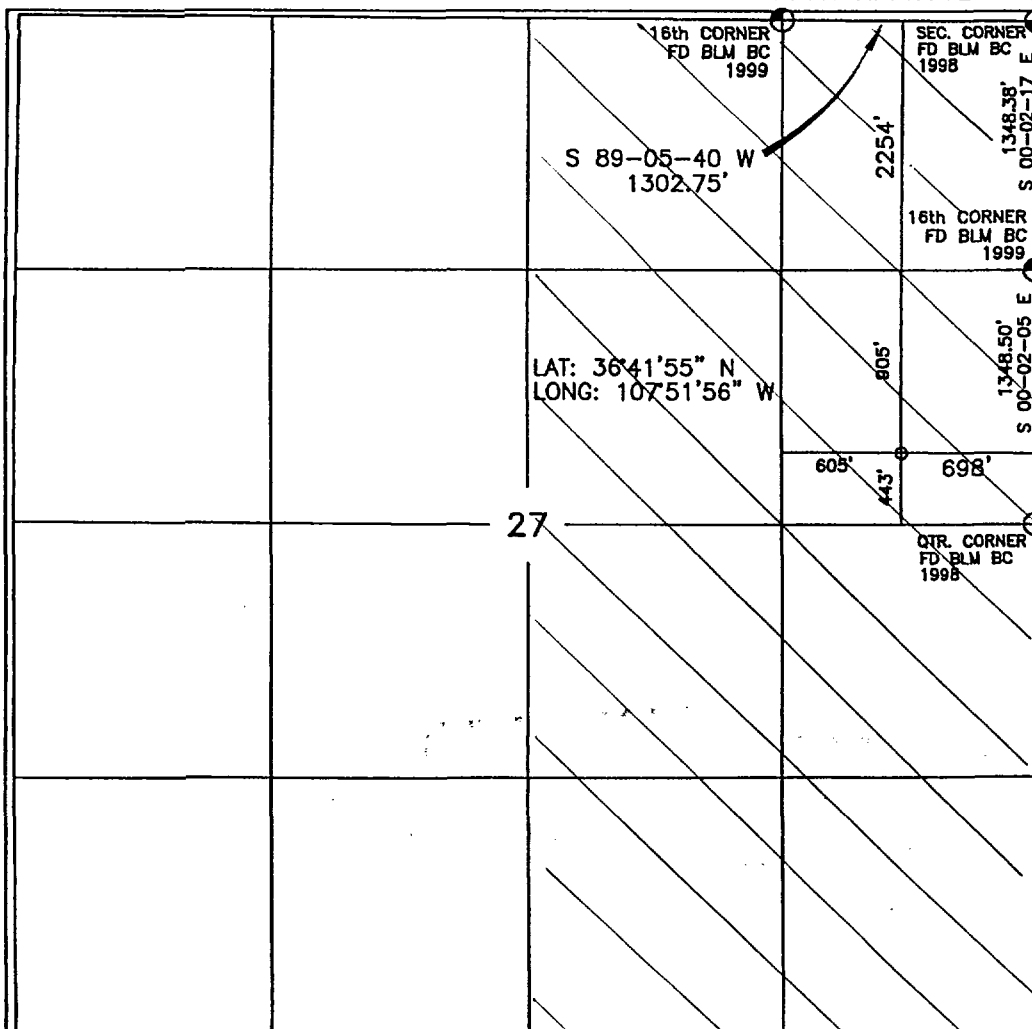 16th CORNER
FD BLM BC
1999
SEC. CORNER
FD BLM BC
1998
S 89-05-40 W
1302.75'
2254'
1348.38'
S 00-02-17 E
16th CORNER
FD BLM BC
1999
LAT: 36°41'55" N
LONG: 107°51'56" W
905'
1348.50'
S 00-02-05 E
605'
698'
443'
27
QTR. CORNER
FD BLM BC
1998